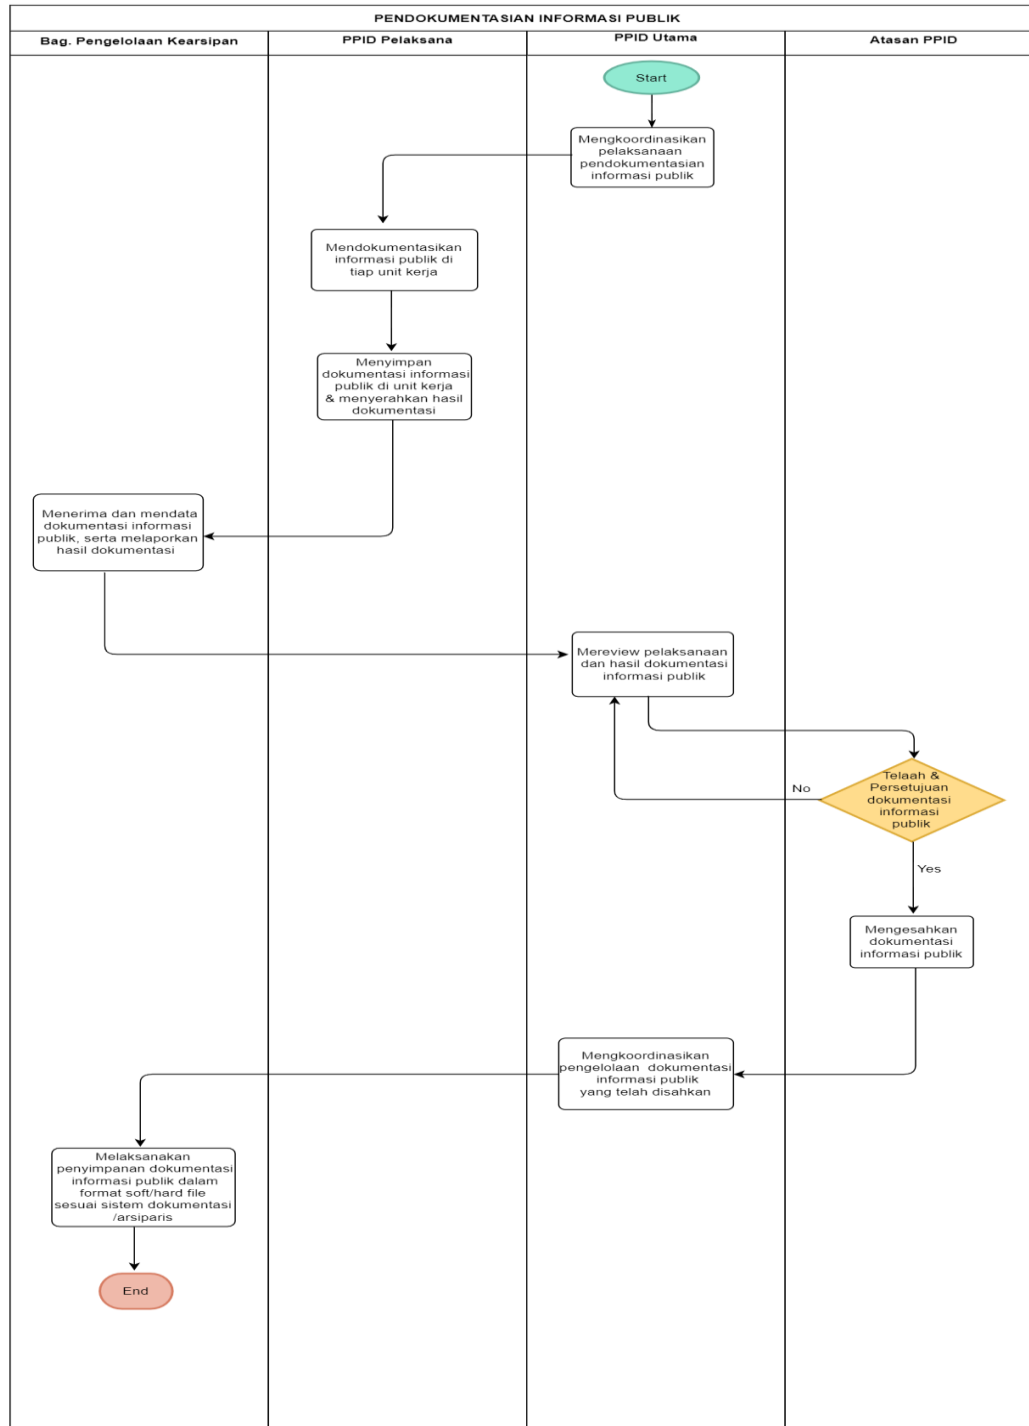 PENDOKUMENTASIAN INFORMASI PUBLIK
Bag. Pengelolaan Kearsipan
PPID Pelaksana
PPID Utama
Atasan PPID
Start
Mengkoordinasikan
pelaksanaan
pendokumentasian
informasi publik
Mendokumentasikan
informasi publik di
tiap unit kerja
Menyimpan
dokumentasi informasi
publik di unit kerja
& menyerahkan hasil
dokumentasi
Menerima dan mendata
dokumentasi informasi
publik, serta melaporkan
hasil dokumentasi
Mereview pelaksanaan
dan hasil dokumentasi
informasi publik
Telaah &
Persetujuan
dokumentasi
informasi
publik
No
Yes
Mengesahkan
dokumentasi
informasi publik
Mengkoordinasikan
pengelolaan dokumentasi
informasi publik
yang telah disahkan
Melaksanakan
penyimpanan dokumentasi
informasi publik dalam
format soft/hard file
sesuai sistem dokumentasi
/arsiparis
End